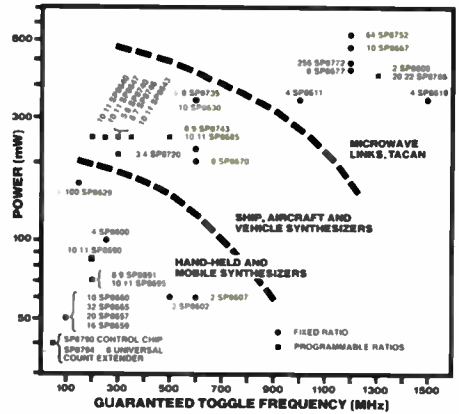 600
64 SP8752
10 SP8667
256 SP8772
8 SP8677
2 SP8609
20 22 SP8786
8 SP8735
10 SP8630
4 SP8611
4 SP8619
300
8 9 SP8743
10 11 SP8685
3 4 SP8720
8 SP8670
MICROWAVE
LINKS, TACAN
POWER (mW)
100 SP8629
SHIP, AIRCRAFT AND
VEHICLE SYNTHESIZERS
4 SP8600
10 11 SP8690
100
HAND-HELD AND
MOBILE SYNTHESIZERS
8 9 SP8691
10 11 SP8695
10 SP8660
32 SP8665
20 SP8657
16 SP8659
2 SP8607
2 SP8602
50
FIXED RATIO
PROGRAMMABLE RATIOS
SP8790 CONTROL CHIP
SP8794 8 UNIVERSAL
COUNT EXTENDER
100 300 500 700 900 1100 1300 1500
GUARANTEED TOGGLE FREQUENCY (MHz)